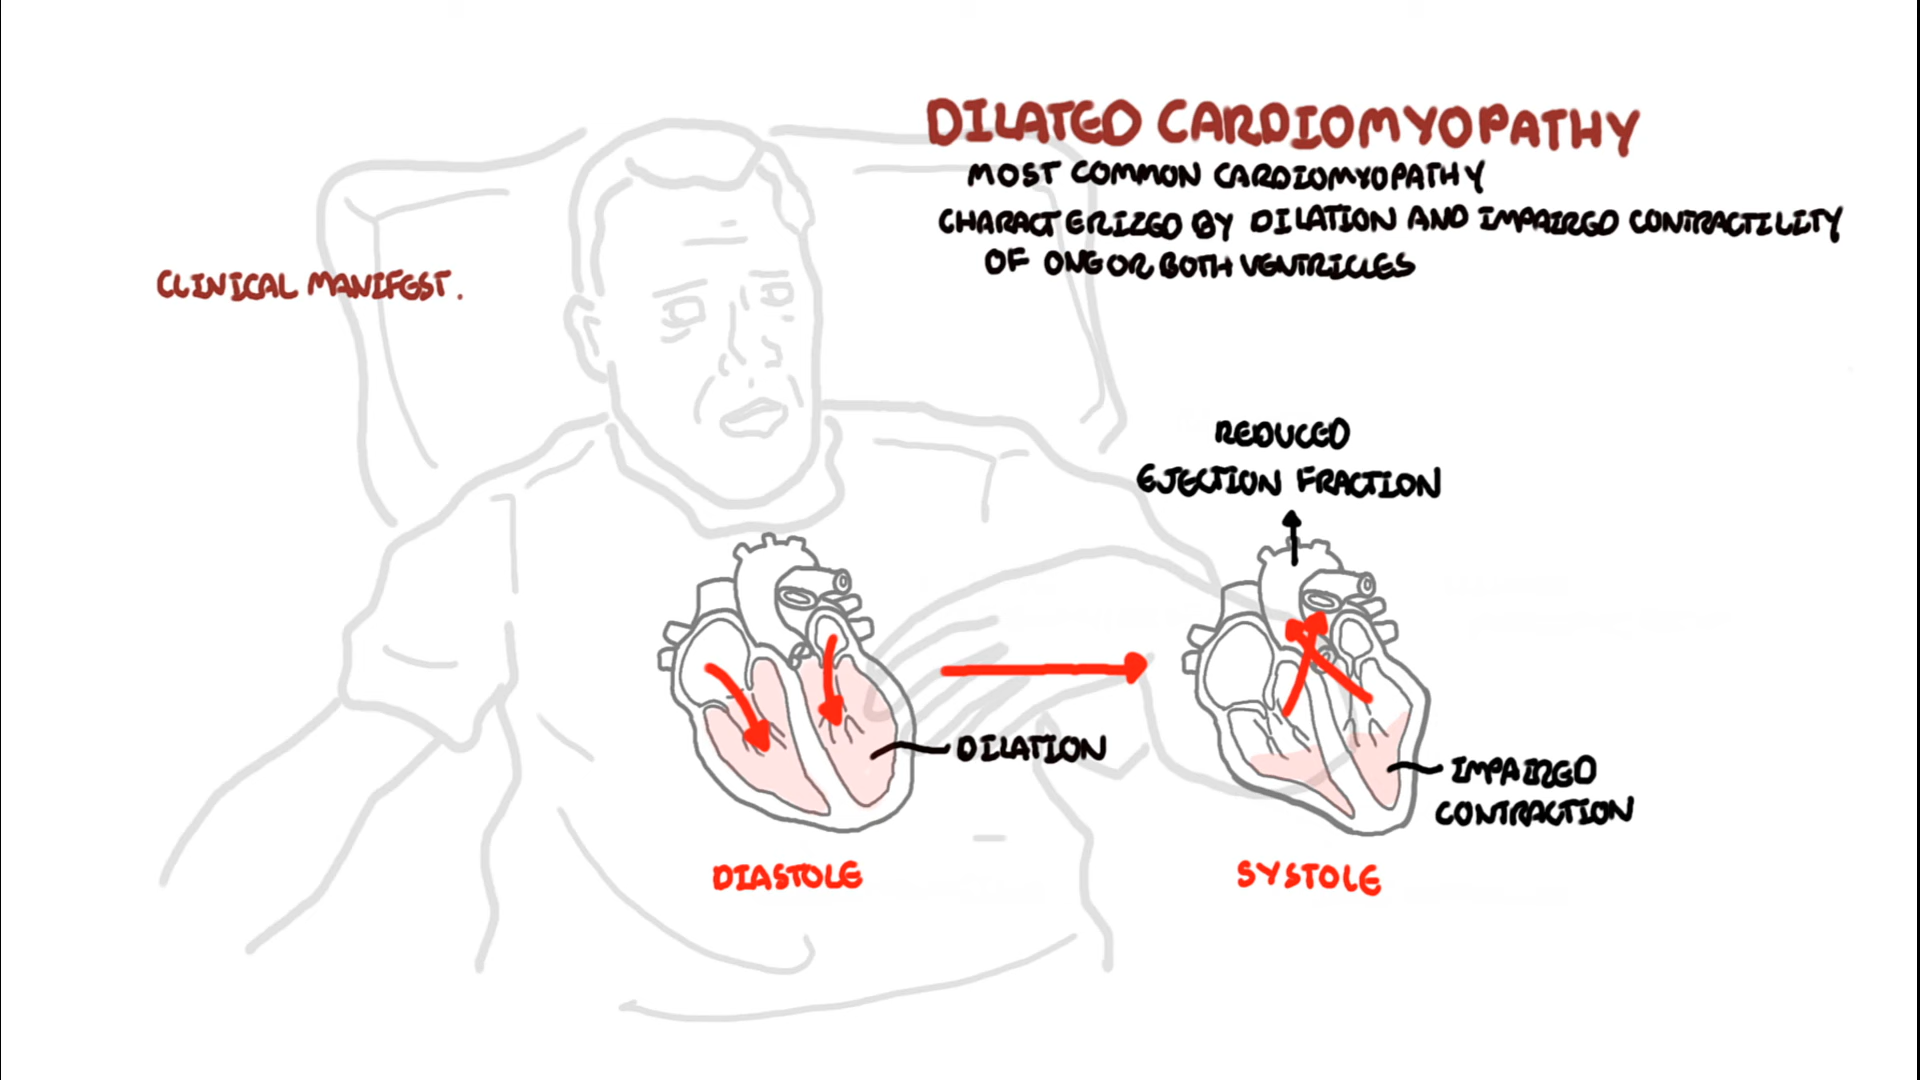 DILATED CARDIOMYOPATHY
MOST COMMON CARDIOMYOPATHY
CHARACTERIZED BY DILATION AND IMPAIRED CONTRACTILITY
OF ONE OR BOTH VENTRICLES
CLINICAL MANIFEST.
REDUCED
EJECTION FRACTION
DILATION
IMPAIRED
CONTRACTION
DIASTOLE
SYSTOLE